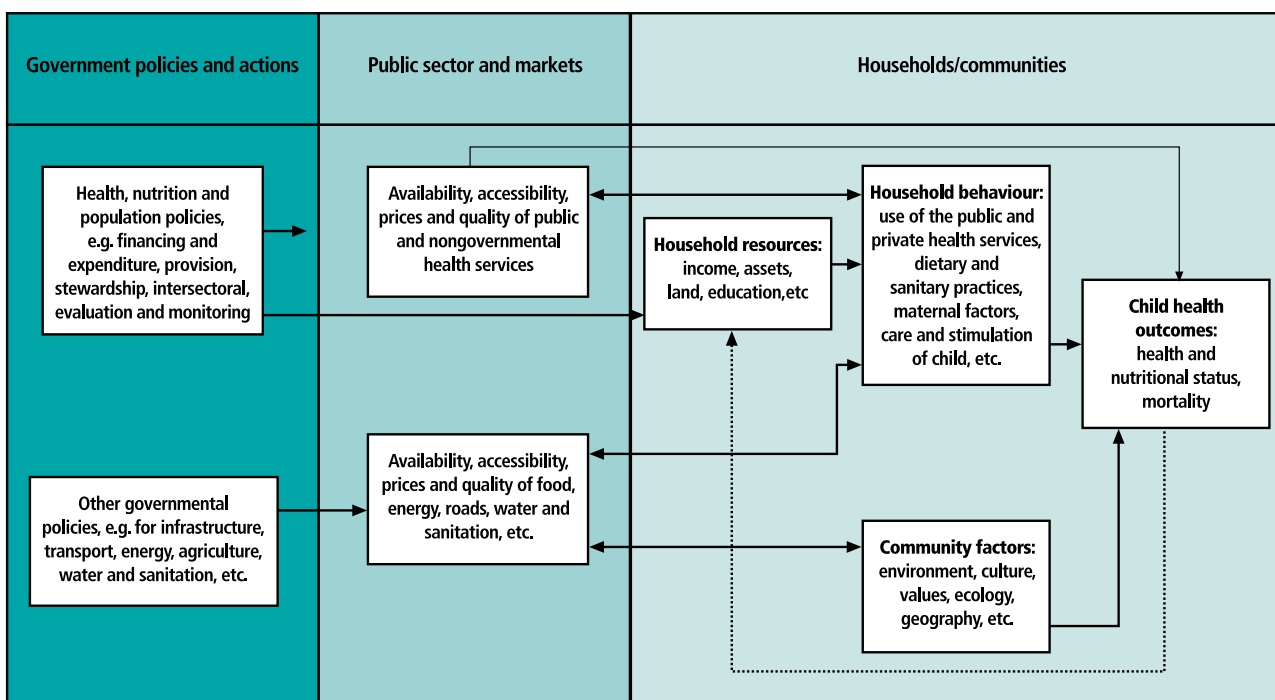 Government policies and actions
Public sector and markets
Households/communities
Health, nutrition and
population policies,
e.g. financing and
expenditure, provision,
stewardship, intersectoral,
evaluation and monitoring
Availability, accessibility,
prices and quality of public
and nongovernmental
health services
Household resources:
income, assets,
land, education,etc
Household behaviour:
use of the public and
private health services,
dietary and
sanitary practices,
maternal factors,
care and stimulation
of child, etc.
Child health
outcomes:
health and
nutritional status,
mortality
Other governmental
policies, e.g. for infrastructure,
transport, energy, agriculture,
water and sanitation, etc.
Availability, accessibility,
prices and quality of food,
energy, roads, water and
sanitation, etc.
Community factors:
environment, culture,
values, ecology,
geography, etc.